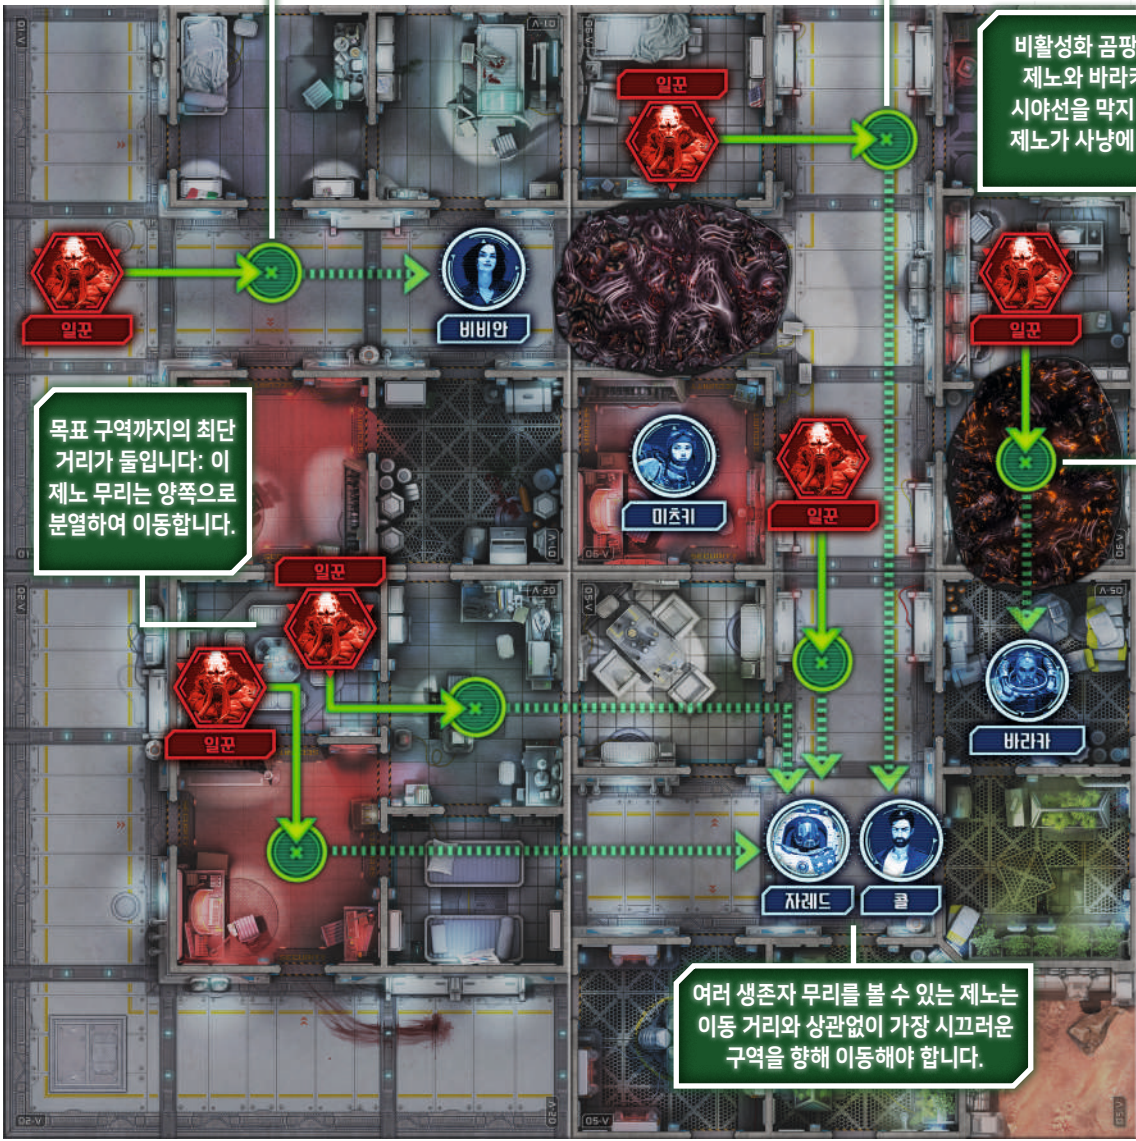 비활성화 곰팡
제노와 바라카
시야선을 막지
제노가 사냥에
일꾼
일꾼
비비안
일꾼
목표 구역까지의 최단
거리가 둘입니다: 이
제노 무리는 양쪽으로
분열하여 이동합니다.
미츠키
일꾼
일꾼
일꾼
바라카
자레드
콜
여러 생존자 무리를 볼 수 있는 제노는
이동 거리와 상관없이 가장 시끄러운
구역을 향해 이동해야 합니다.
01-V
06-V
02-V
05-V
02-V
05-V